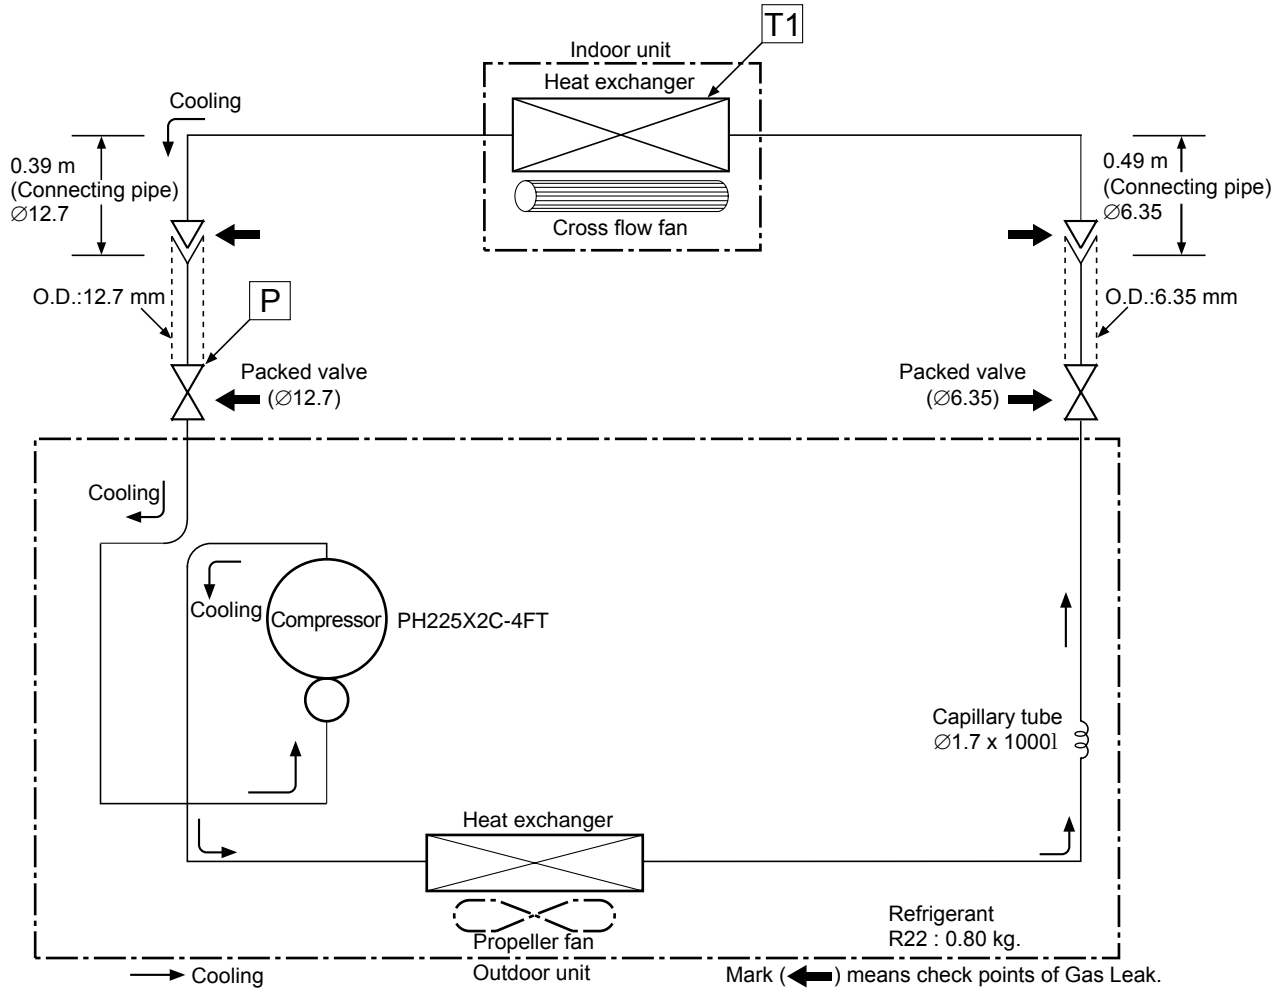 T1
Indoor unit
Heat exchanger
Cooling
0.39 m
(Connecting pipe)
∅12.7
0.49 m
(Connecting pipe)
∅6.35
Cross flow fan
O.D.:12.7 mm
P
O.D.:6.35 mm
Packed valve
(∅12.7)
Packed valve
(∅6.35)
Cooling
Cooling
Compressor
PH225X2C-4FT
Capillary tube
∅1.7 x 1000l
Heat exchanger
Propeller fan
Refrigerant
R22 : 0.80 kg.
Cooling
Outdoor unit
Mark ( ) means check points of Gas Leak.